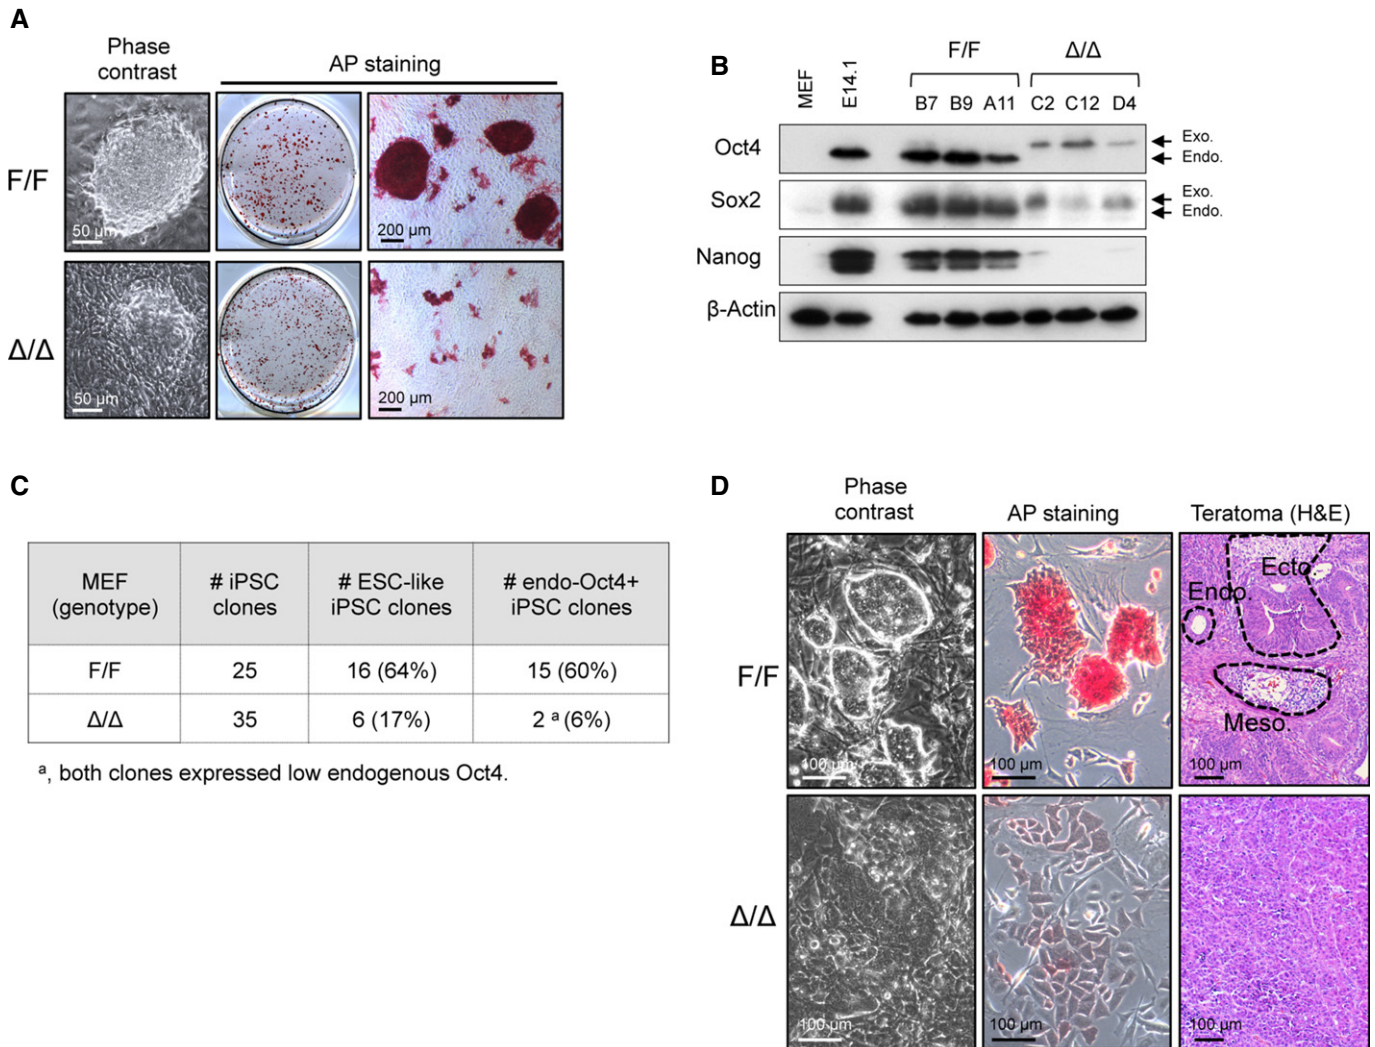 A
Phase
contrast
AP staining
F/F
50 µm
200 µm
Δ/Δ
50 µm
200 µm
B
MEF
E14.1
F/F
Δ/Δ
B7 B9 A11 C2 C12 D4
Oct4
Exo.
Endo.
Sox2
Exo.
Endo.
Nanog
β-Actin
C
MEF
(genotype)
# iPSC
clones
# ESC-like
iPSC clones
# endo-Oct4+
iPSC clones
F/F 25 16 (64%) 15 (60%)
Δ/Δ 35 6 (17%) 2 ª (6%)
ª, both clones expressed low endogenous Oct4.
D
Phase
contrast
AP staining
Teratoma (H&E)
F/F
100 µm
100 µm
Ecto.
Endo.
Meso.
100 µm
Δ/Δ
100 µm
100 µm
100 µm